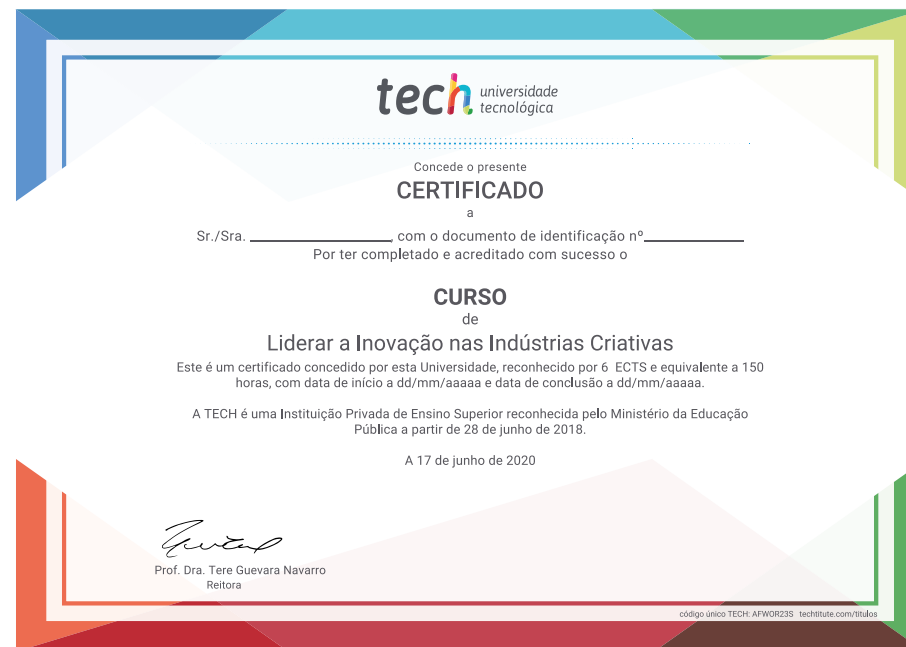 tech universidade
tecnológica
Concede o presente
CERTIFICADO
a
Sr./Sra. , com o documento de identificação nº
Por ter completado e acreditado com sucesso o
CURSO
de
Liderar a Inovação nas Indústrias Criativas
Este é um certificado concedido por esta Universidade, reconhecido por 6 ECTS e equivalente a 150
horas, com data de início a dd/mm/aaaaa e data de conclusão a dd/mm/aaaaa.
A TECH é uma Instituição Privada de Ensino Superior reconhecida pelo Ministério da Educação
Pública a partir de 28 de junho de 2018.
A 17 de junho de 2020
Prof. Dra. Tere Guevara Navarro
Reitora
código único TECH: AFWOR23S techtitute.com/titulos